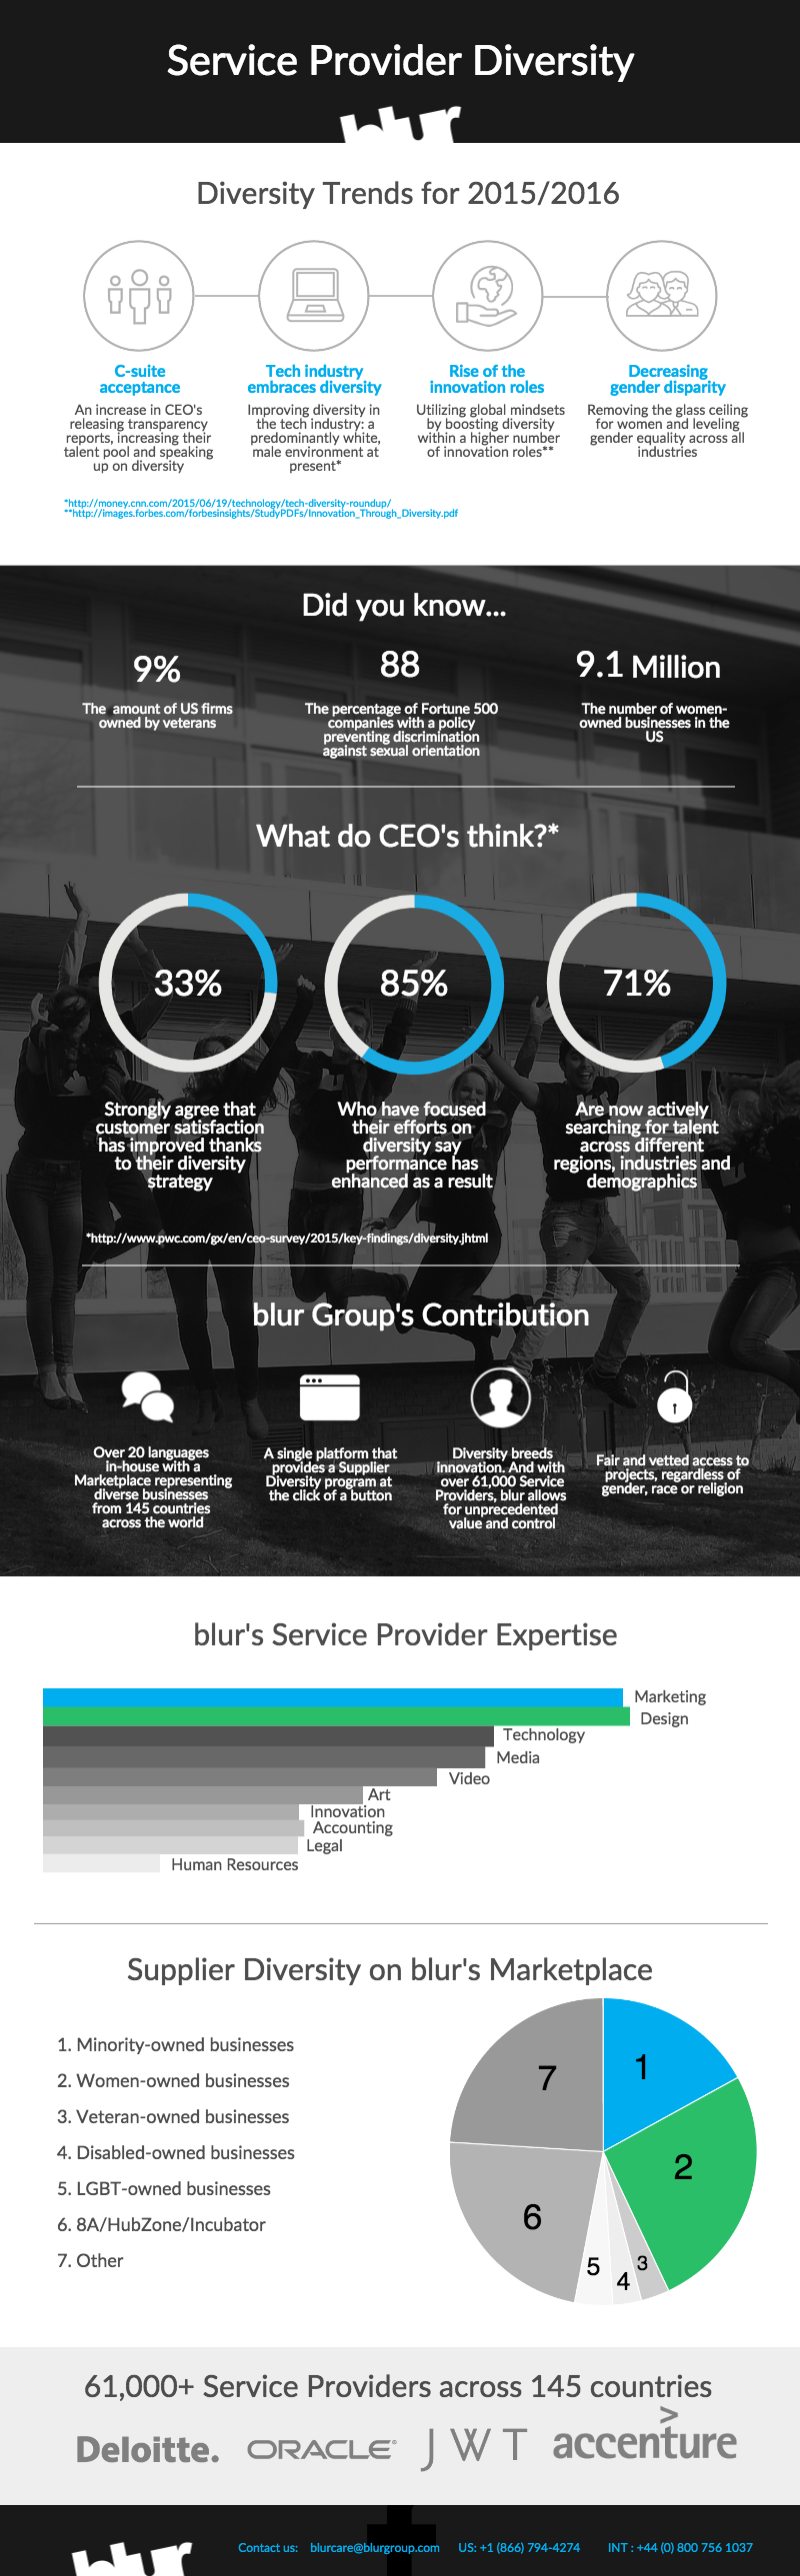 Service Provider Diversity
blur
Diversity Trends for 2015/2016
C-suite
acceptance
An increase in CEO's
releasing transparency
reports, increasing their
talent pool and speaking
up on diversity
Tech industry
embraces diversity
Improving diversity in
the tech industry: a
predominantly white,
male environment at
present*
Rise of the
innovation roles
Utilizing global mindsets
by boosting diversity
within a higher number
of innovation roles**
Decreasing
gender disparity
Removing the glass ceiling
for women and leveling
gender equality across all
industries
*http://money.cnn.com/2015/06/19/technology/tech-diversity-roundup/
**http://images.forbes.com/forbesinsights/StudyPDFs/Innovation_Through_Diversity.pdf
Did you know...
9%
The amount of US firms
owned by veterans
88
The percentage of Fortune 500
companies with a policy
preventing discrimination
against sexual orientation
9.1 Million
The number of women-
owned businesses in the
US
What do CEO's think?*
33%
Strongly agree that
customer satisfaction
has improved thanks
to their diversity
strategy
85%
Who have focused
their efforts on
diversity say
performance has
enhanced as a result
71%
Are now actively
searching for talent
across different
regions, industries and
demographics
*http://www.pwc.com/gx/en/ceo-survey/2015/key-findings/diversity.jhtml
blur Group's Contribution
Over 20 languages
in-house with a
Marketplace representing
diverse businesses
from 145 countries
across the world
A single platform that
provides a Supplier
Diversity program at
the click of a button
Diversity breeds
innovation. And with
over 61,000 Service
Providers, blur allows
for unprecedented
value and control
Fair and vetted access to
projects, regardless of
gender, race or religion
blur's Service Provider Expertise
Marketing
Design
Technology
Media
Video
Art
Innovation
Accounting
Legal
Human Resources
Supplier Diversity on blur's Marketplace
1. Minority-owned businesses
2. Women-owned businesses
3. Veteran-owned businesses
4. Disabled-owned businesses
5. LGBT-owned businesses
6. 8A/HubZone/Incubator
7. Other
7
1
2
6
5
4
3
61,000+ Service Providers across 145 countries
Deloitte.
ORACLE®
JWT
accenture
blur
Contact us: blurcare@blurgroup.com US: +1 (866) 794-4274 INT : +44 (0) 800 756 1037